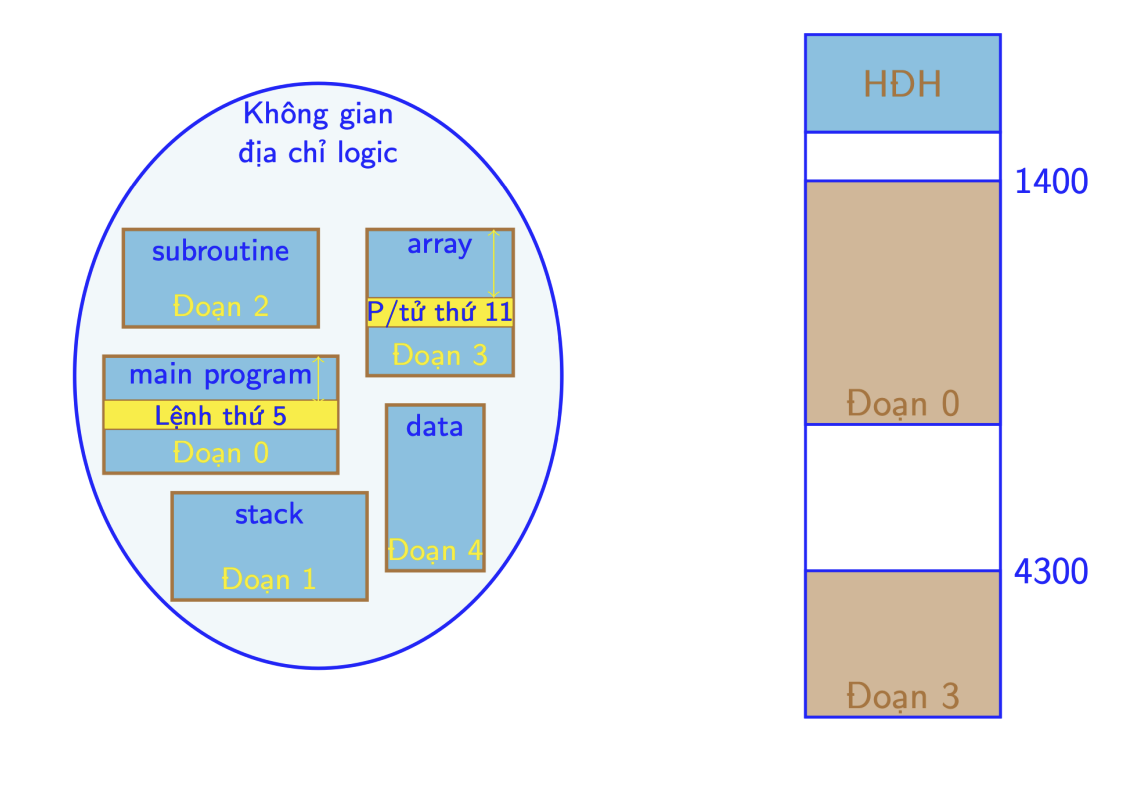 Không gian
địa chỉ logic
subroutine
Đoạn 2
array
P/tử thứ 11
Đoạn 3
main program
Lệnh thứ 5
Đoạn 0
data
Đoạn 4
stack
Đoạn 1
HĐH
1400
Đoạn 0
4300
Đoạn 3